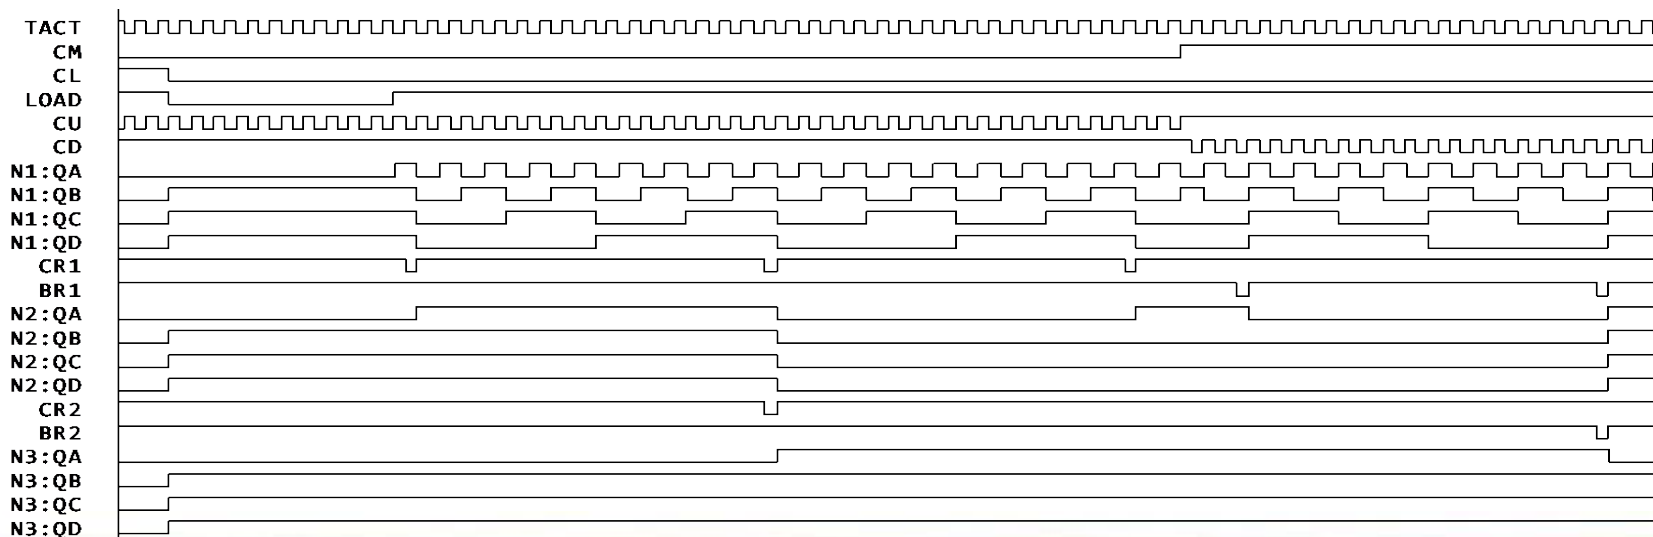 TACT
CM
CL
LOAD
CU
CD
N1:QA
N1:QB
N1:QC
N1:QD
CR1
BR1
N2:QA
N2:QB
N2:QC
N2:QD
CR2
BR2
N3:QA
N3:QB
N3:QC
N3:QD